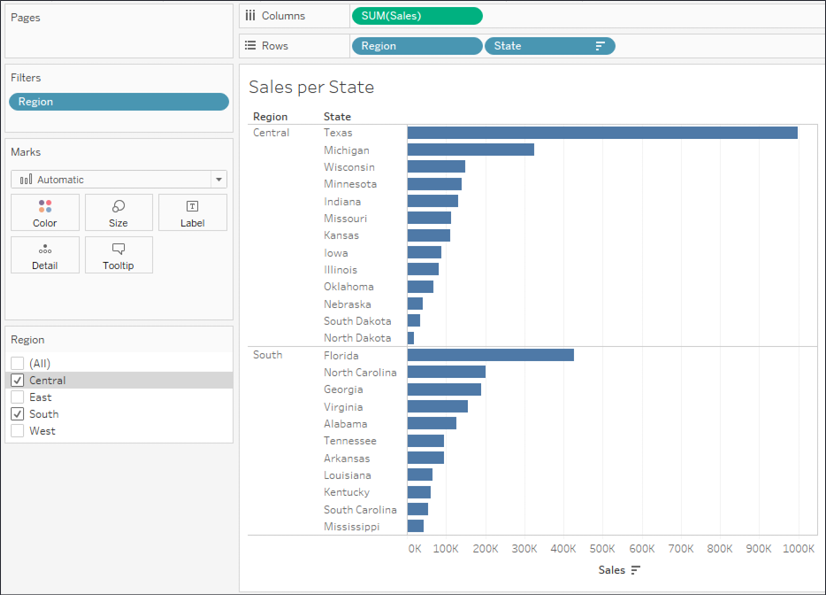 Pages
Columns
SUM(Sales)
Rows
Region
State
Filters
Region
Marks
Automatic
Color
Size
Label
Detail
Tooltip
Region
(All)
Central
East
South
West
Sales per State
Region
State
Central
Texas
Michigan
Wisconsin
Minnesota
Indiana
Missouri
Kansas
Iowa
Illinois
Oklahoma
Nebraska
South Dakota
North Dakota
South
Florida
North Carolina
Georgia
Virginia
Alabama
Tennessee
Arkansas
Louisiana
Kentucky
South Carolina
Mississippi
0K 100K 200K 300K 400K 500K 600K 700K 800K 900K 1000K
Sales